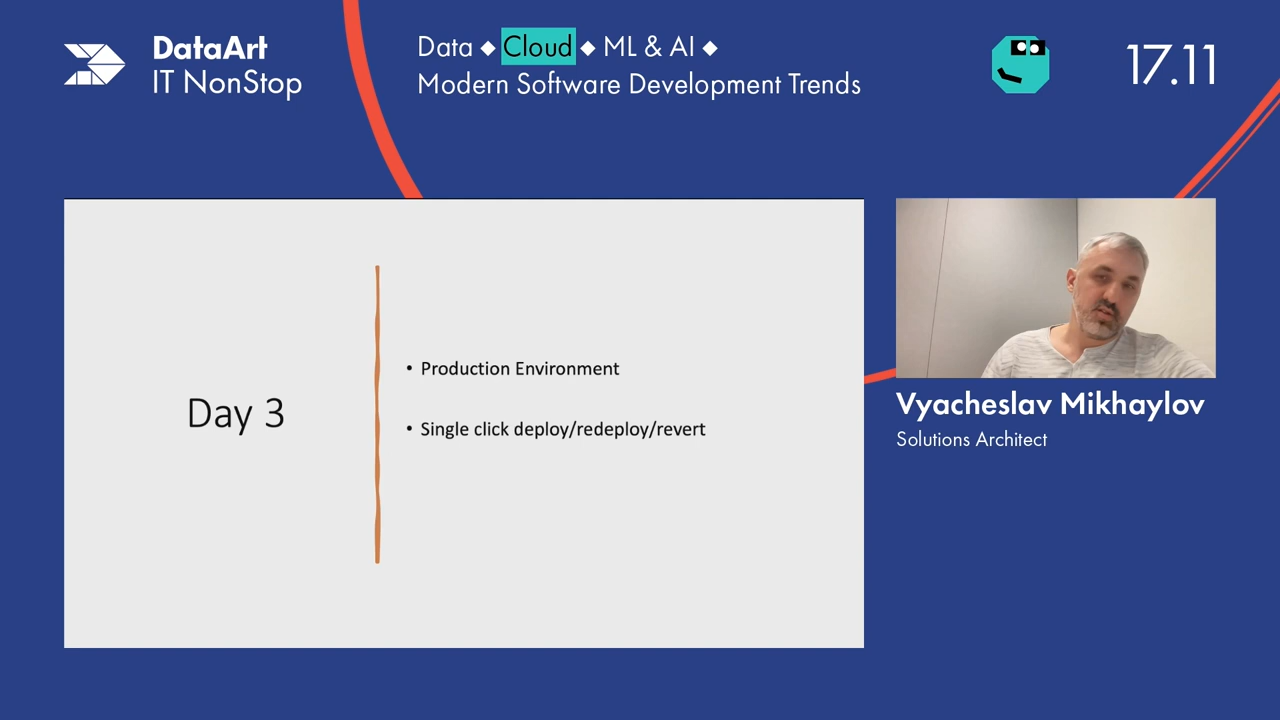 DataArt
IT NonStop
Data ◆ Cloud ◆ ML & AI ◆
Modern Software Development Trends
17.11
Day 3
• Production Environment
• Single click deploy/redeploy/revert
Vyacheslav Mikhaylov
Solutions Architect